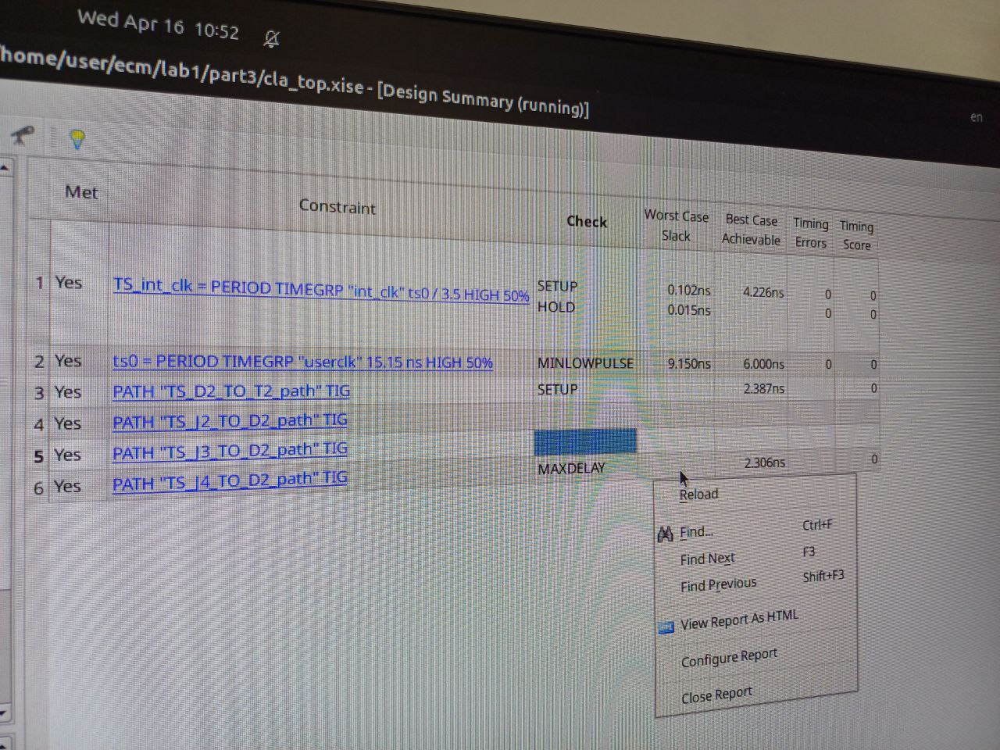 Wed Apr 16 10:52
/home/user/ecm/lab1/part3/cla_top.xise - [Design Summary (running)]
en
Met Constraint Check Worst Case Slack Best Case Achievable Timing Errors Timing Score
1 Yes TS_int_clk = PERIOD TIMEGRP "int_clk" ts0 / 3.5 HIGH 50% SETUP 0.102ns 4.226ns 0 0
HOLD 0.015ns 0 0
2 Yes ts0 = PERIOD TIMEGRP "userclk" 15.15 ns HIGH 50% MINLOWPULSE 9.150ns 6.000ns 0 0
3 Yes PATH "TS_D2_TO_T2_path" TIG SETUP 2.387ns 0
4 Yes PATH "TS_J2_TO_D2_path" TIG
5 Yes PATH "TS_J3_TO_D2_path" TIG
6 Yes PATH "TS_J4_TO_D2_path" TIG MAXDELAY 2.306ns 0
Reload
Find... Ctrl+F
Find Next F3
Find Previous Shift+F3
View Report As HTML
Configure Report
Close Report